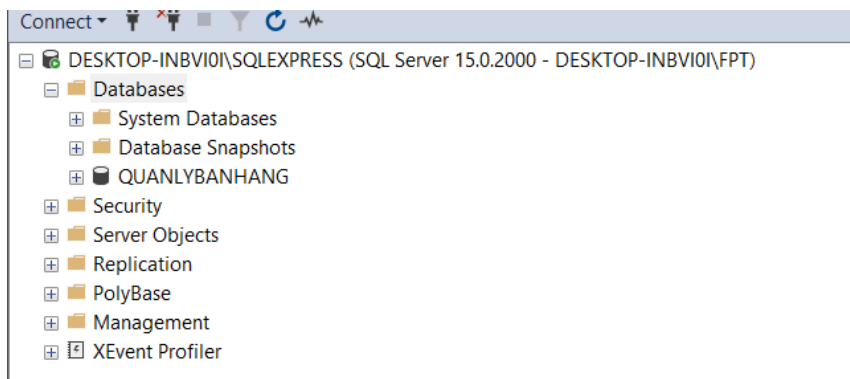 Connect
DESKTOP-INBVI0I\SQLEXPRESS (SQL Server 15.0.2000 - DESKTOP-INBVI0I\FPT)
Databases
System Databases
Database Snapshots
QUANLYBANHANG
Security
Server Objects
Replication
PolyBase
Management
XEvent Profiler